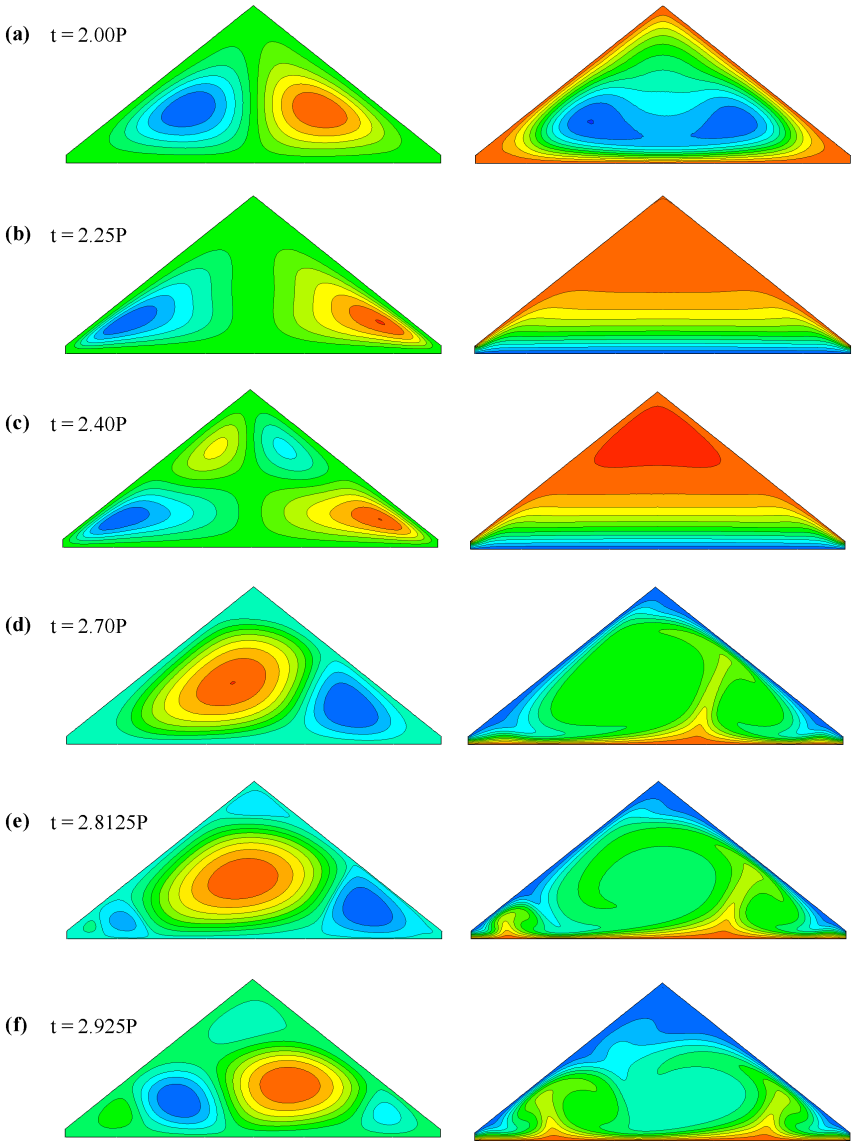 (a) t = 2.00P
(b) t = 2.25P
(c) t = 2.40P
(d) t = 2.70P
(e) t = 2.8125P
(f) t = 2.925P